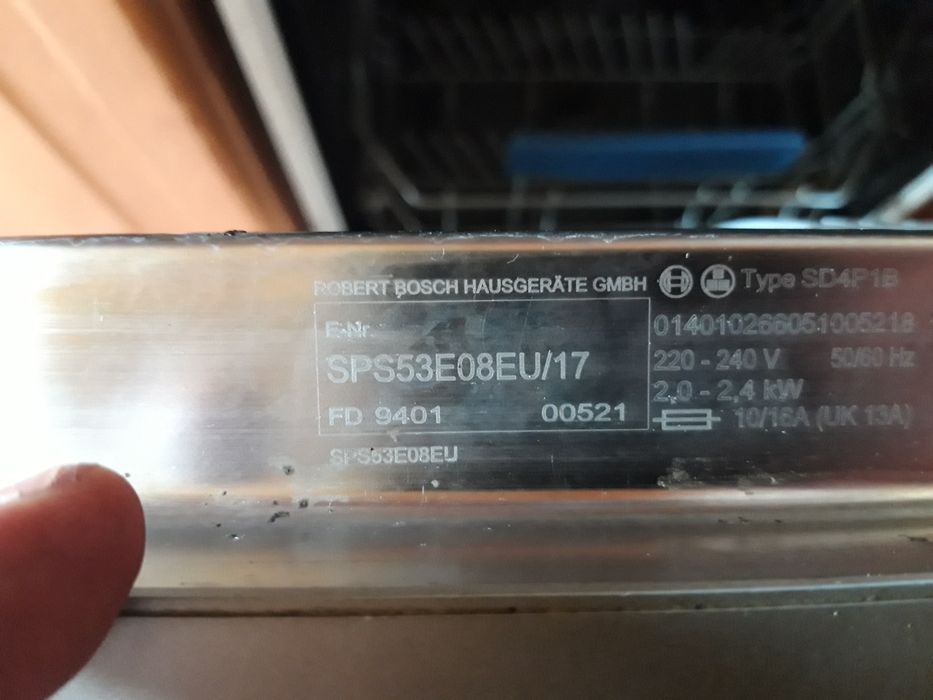 ROBERT BOSCH HAUSGERÄTE GMBH
Type SD4P1B
E-Nr.
SPS53E08EU/17
FD 9401 00521
SPS53E08EU
014010266051005218
220 - 240 V 50/60 Hz
2,0 - 2,4 kW
10/16A (UK 13A)